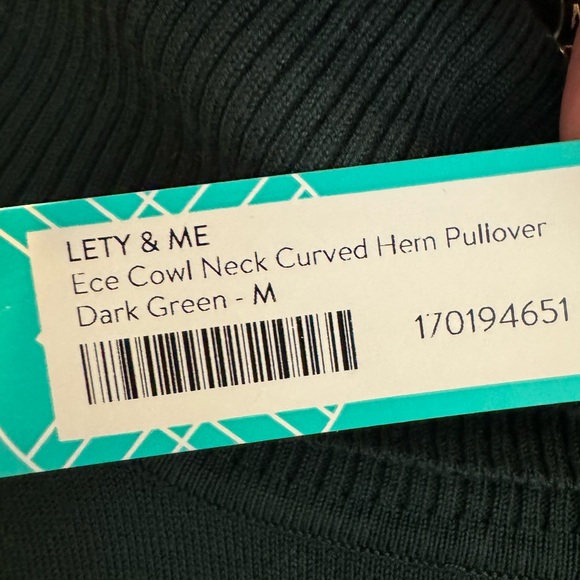 LETY & ME
Ece Cowl Neck Curved Hem Pullover
Dark Green - M
170194651